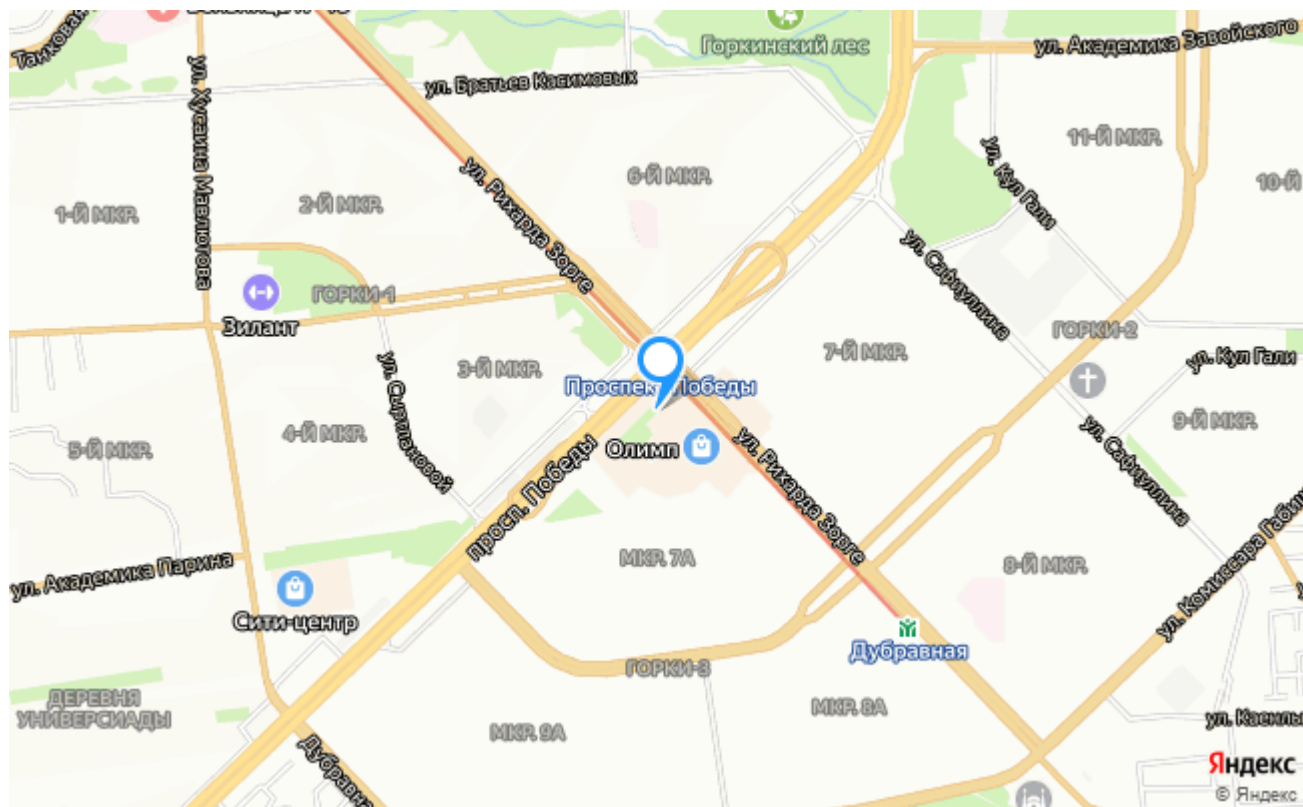 Танковая
ул. Академика Завойского
Горкинский лес
ул. Братьев Касимовых
ул. Хусаина Мавлютова
11-Й МКР.
ул. Кул Гали
6-Й МКР.
10-Й
2-Й МКР.
1-Й МКР.
ул. Рихарда Зорге
ул. Сафиуллина
ГОРКИ-1
Зилант
ГОРКИ-2
7-Й МКР.
ул. Кул Гали
3-Й МКР.
ул. Сыртлановой
Проспект Победы
9-Й МКР.
4-Й МКР.
5-Й МКР.
Олимп
просп. Победы
ул. Рихарда Зорге
ул. Сафиуллина
МКР. 7А
8-Й МКР.
ул. Академика Парина
ул. Комиссара Габи
Сити-центр
Дубравная
ГОРКИ-3
ДЕРЕВНЯ
УНИВЕРСИАДЫ
МКР. 8А
МКР. 9А
ул. Каенлы
Дубравна
Яндекс
© Яндекс